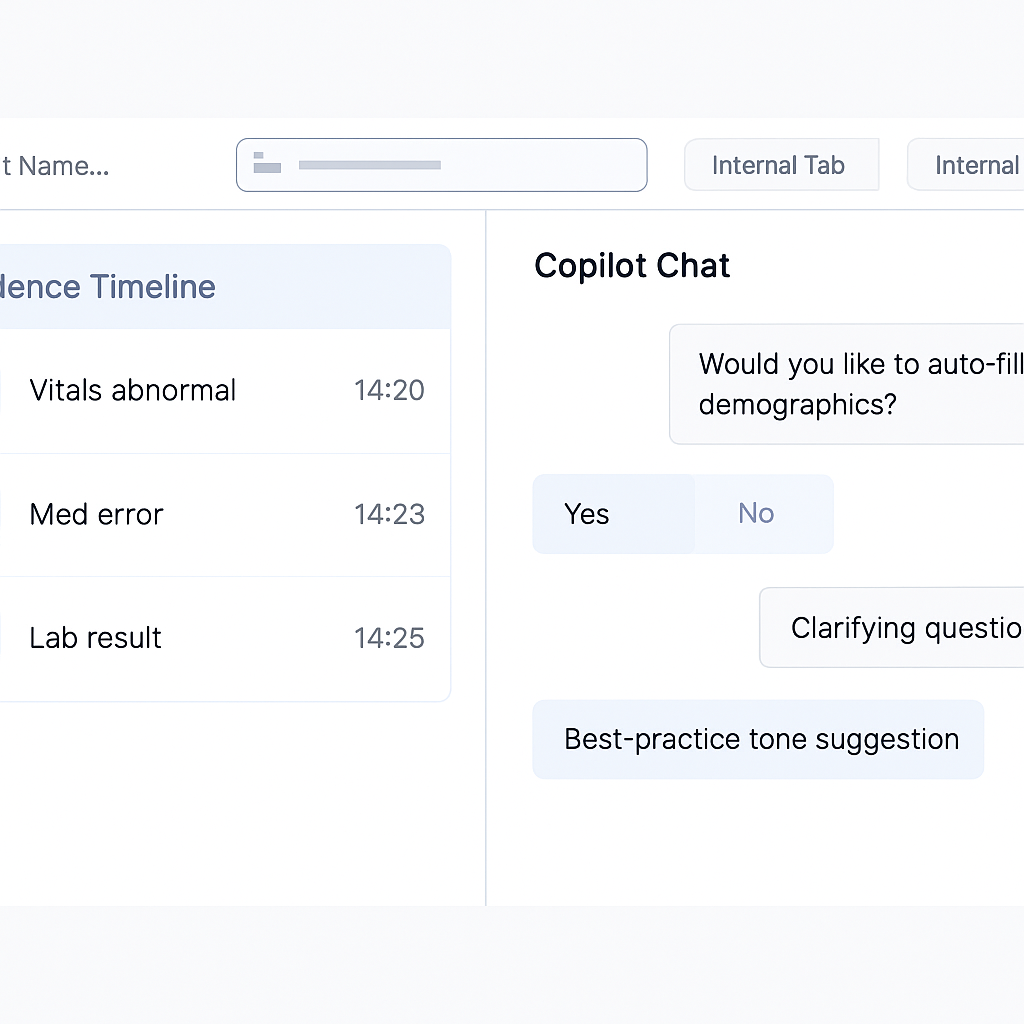 t Name...
Internal Tab
Internal
dence Timeline
Vitals abnormal 14:20
Med error 14:23
Lab result 14:25
Copilot Chat
Would you like to auto-fill
demographics?
Yes No
Clarifying questio
Best-practice tone suggestion